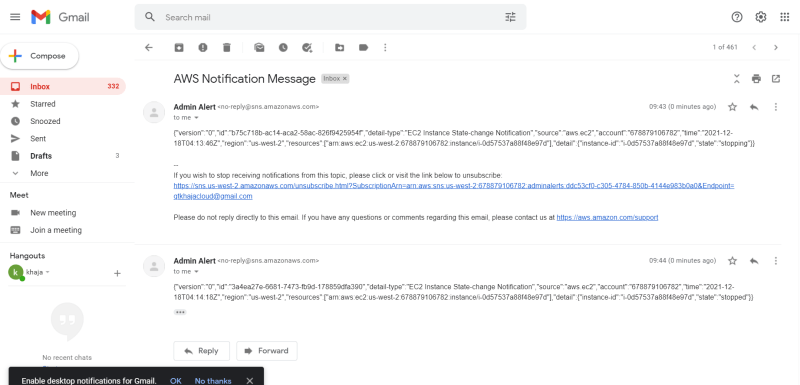 Gmail
Search mail
Compose
1 of 461
Inbox 332
Starred
Snoozed
Sent
Drafts 3
More
Meet
New meeting
Join a meeting
Hangouts
khaja
No recent chats
AWS Notification Message Inbox ×
Admin Alert <no-reply@sns.amazonaws.com> 09:43 (0 minutes ago)
to me
{"version":"0","id":"b75c718b-ac14-aca2-58ac-826f9425954f","detail-type":"EC2 Instance State-change Notification","source":"aws.ec2","account":"678879106782","time":"2021-12-
18T04:13:46Z","region":"us-west-2","resources":["arn:aws:ec2:us-west-2:678879106782:instance/i-0d57537a88f48e97d"],"detail":{"instance-id":"i-0d57537a88f48e97d","state":"stopping"}}
--
If you wish to stop receiving notifications from this topic, please click or visit the link below to unsubscribe:
https://sns.us-west-2.amazonaws.com/unsubscribe.html?SubscriptionArn=arn:aws:sns:us-west-2:678879106782:adminalerts:ddc53cf0-c305-4784-850b-4144e983b0a0&Endpoint=
qtkhajacloud@gmail.com
Please do not reply directly to this email. If you have any questions or comments regarding this email, please contact us at https://aws.amazon.com/support
Admin Alert <no-reply@sns.amazonaws.com> 09:44 (0 minutes ago)
to me
{"version":"0","id":"3a4ea27e-6681-7473-fb9d-178859dfa390","detail-type":"EC2 Instance State-change Notification","source":"aws.ec2","account":"678879106782","time":"2021-12-
18T04:14:18Z","region":"us-west-2","resources":["arn:aws:ec2:us-west-2:678879106782:instance/i-0d57537a88f48e97d"],"detail":{"instance-id":"i-0d57537a88f48e97d","state":"stopped"}}
Reply
Forward
Enable desktop notifications for Gmail. OK No thanks ×